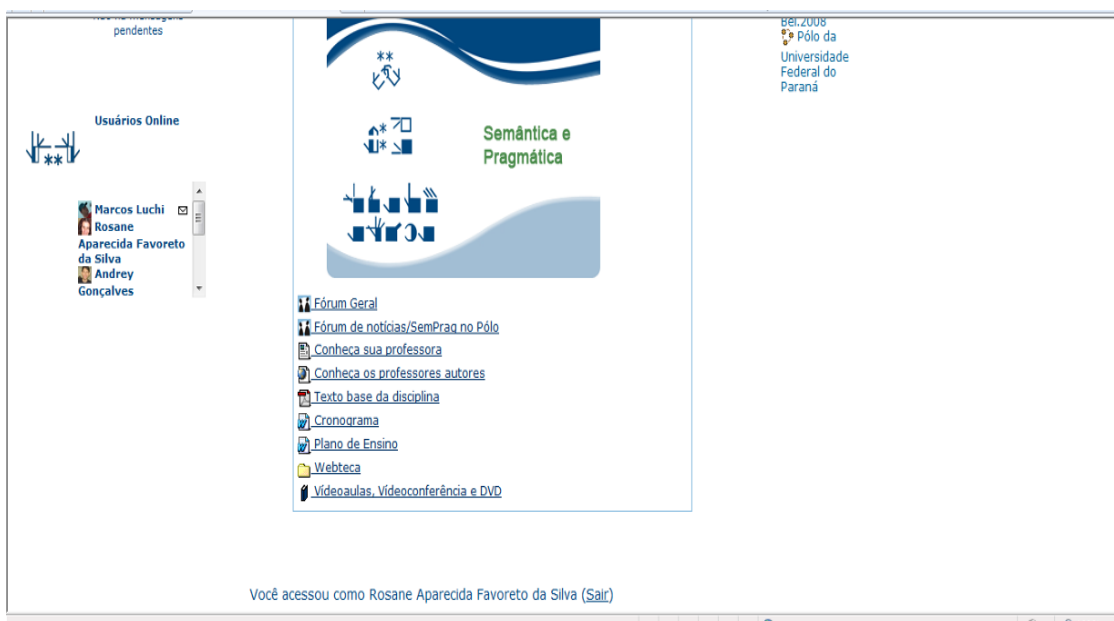 pendentes
Usuários Online
Marcos Luchi
Rosane
Aparecida Favoreto
da Silva
Andrey
Gonçalves
Semântica e
Pragmática
Fórum Geral
Fórum de notícias/SemPrag no Pólo
Conheça sua professora
Conheça os professores autores
Texto base da disciplina
Cronograma
Plano de Ensino
Webteca
Vídeoaulas, Vídeoconferência e DVD
Bel.2008
Pólo da
Universidade
Federal do
Paraná
Você acessou como Rosane Aparecida Favoreto da Silva (Sair)